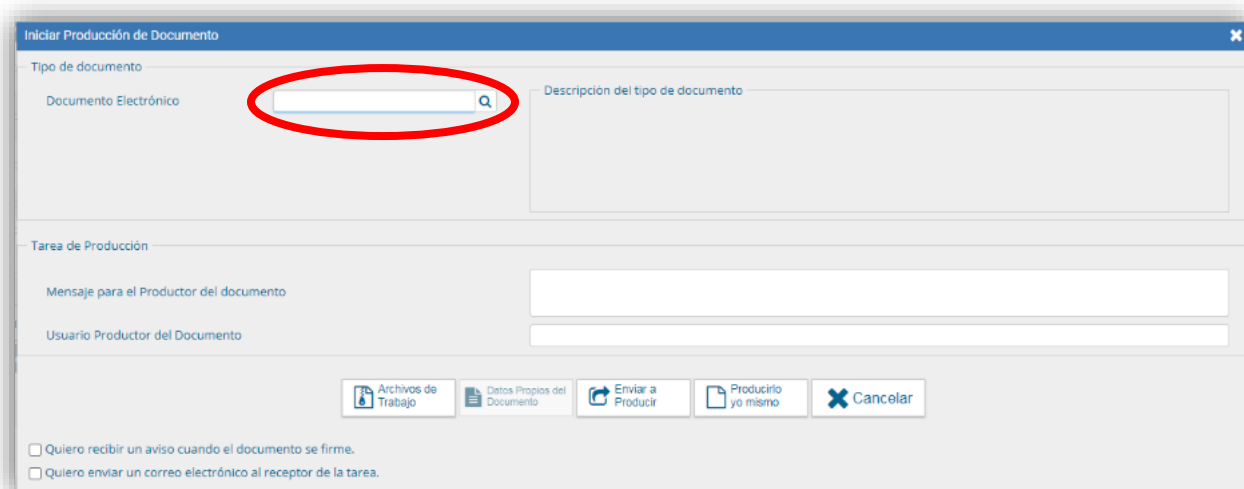 Iniciar Producción de Documento
Tipo de documento
Documento Electrónico
Descripción del tipo de documento
Tarea de Producción
Mensaje para el Productor del documento
Usuario Productor del Documento
Archivos de
Trabajo
Datos Propios del
Documento
Enviar a
Producir
Producirlo
yo mismo
Cancelar
Quiero recibir un aviso cuando el documento se firme.
Quiero enviar un correo electrónico al receptor de la tarea.